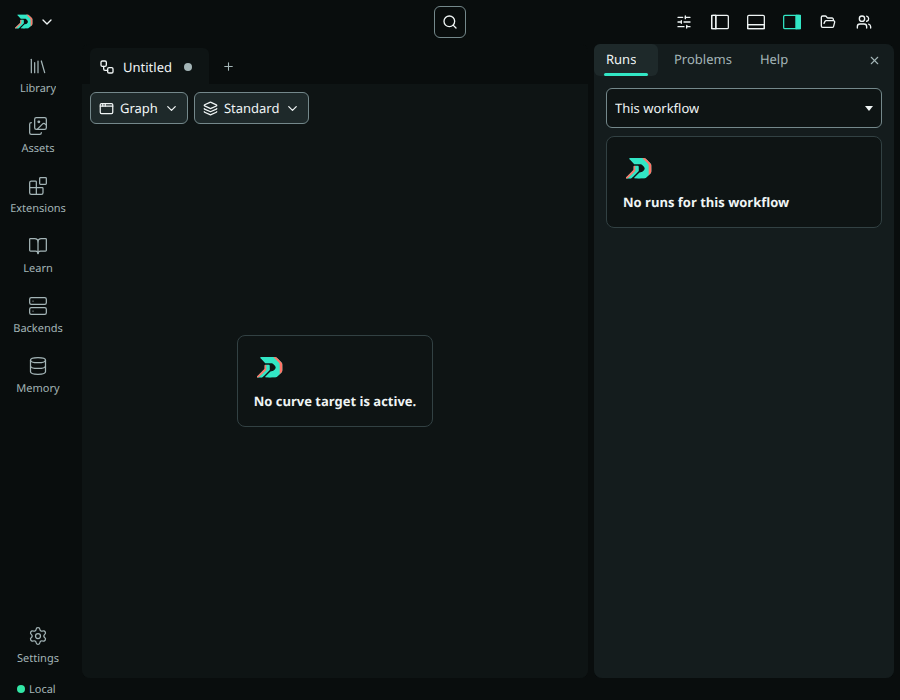 Untitled
Runs
Problems
Help
Library
Assets
Extensions
Learn
Backends
Memory
Settings
Local
Graph
Standard
This workflow
No runs for this workflow
No curve target is active.